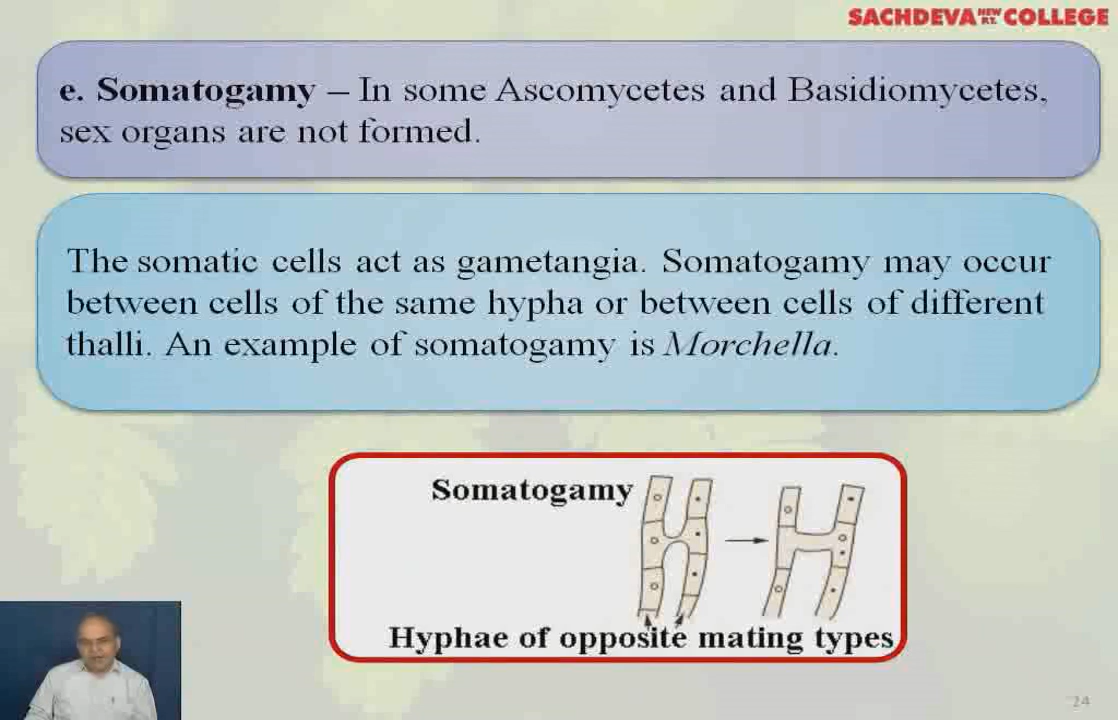 SACHDEVA NEW P.T. COLLEGE
e. Somatogamy – In some Ascomycetes and Basidiomycetes,
sex organs are not formed.
The somatic cells act as gametangia. Somatogamy may occur
between cells of the same hypha or between cells of different
thalli. An example of somatogamy is Morchella.
Somatogamy
Hyphae of opposite mating types
24